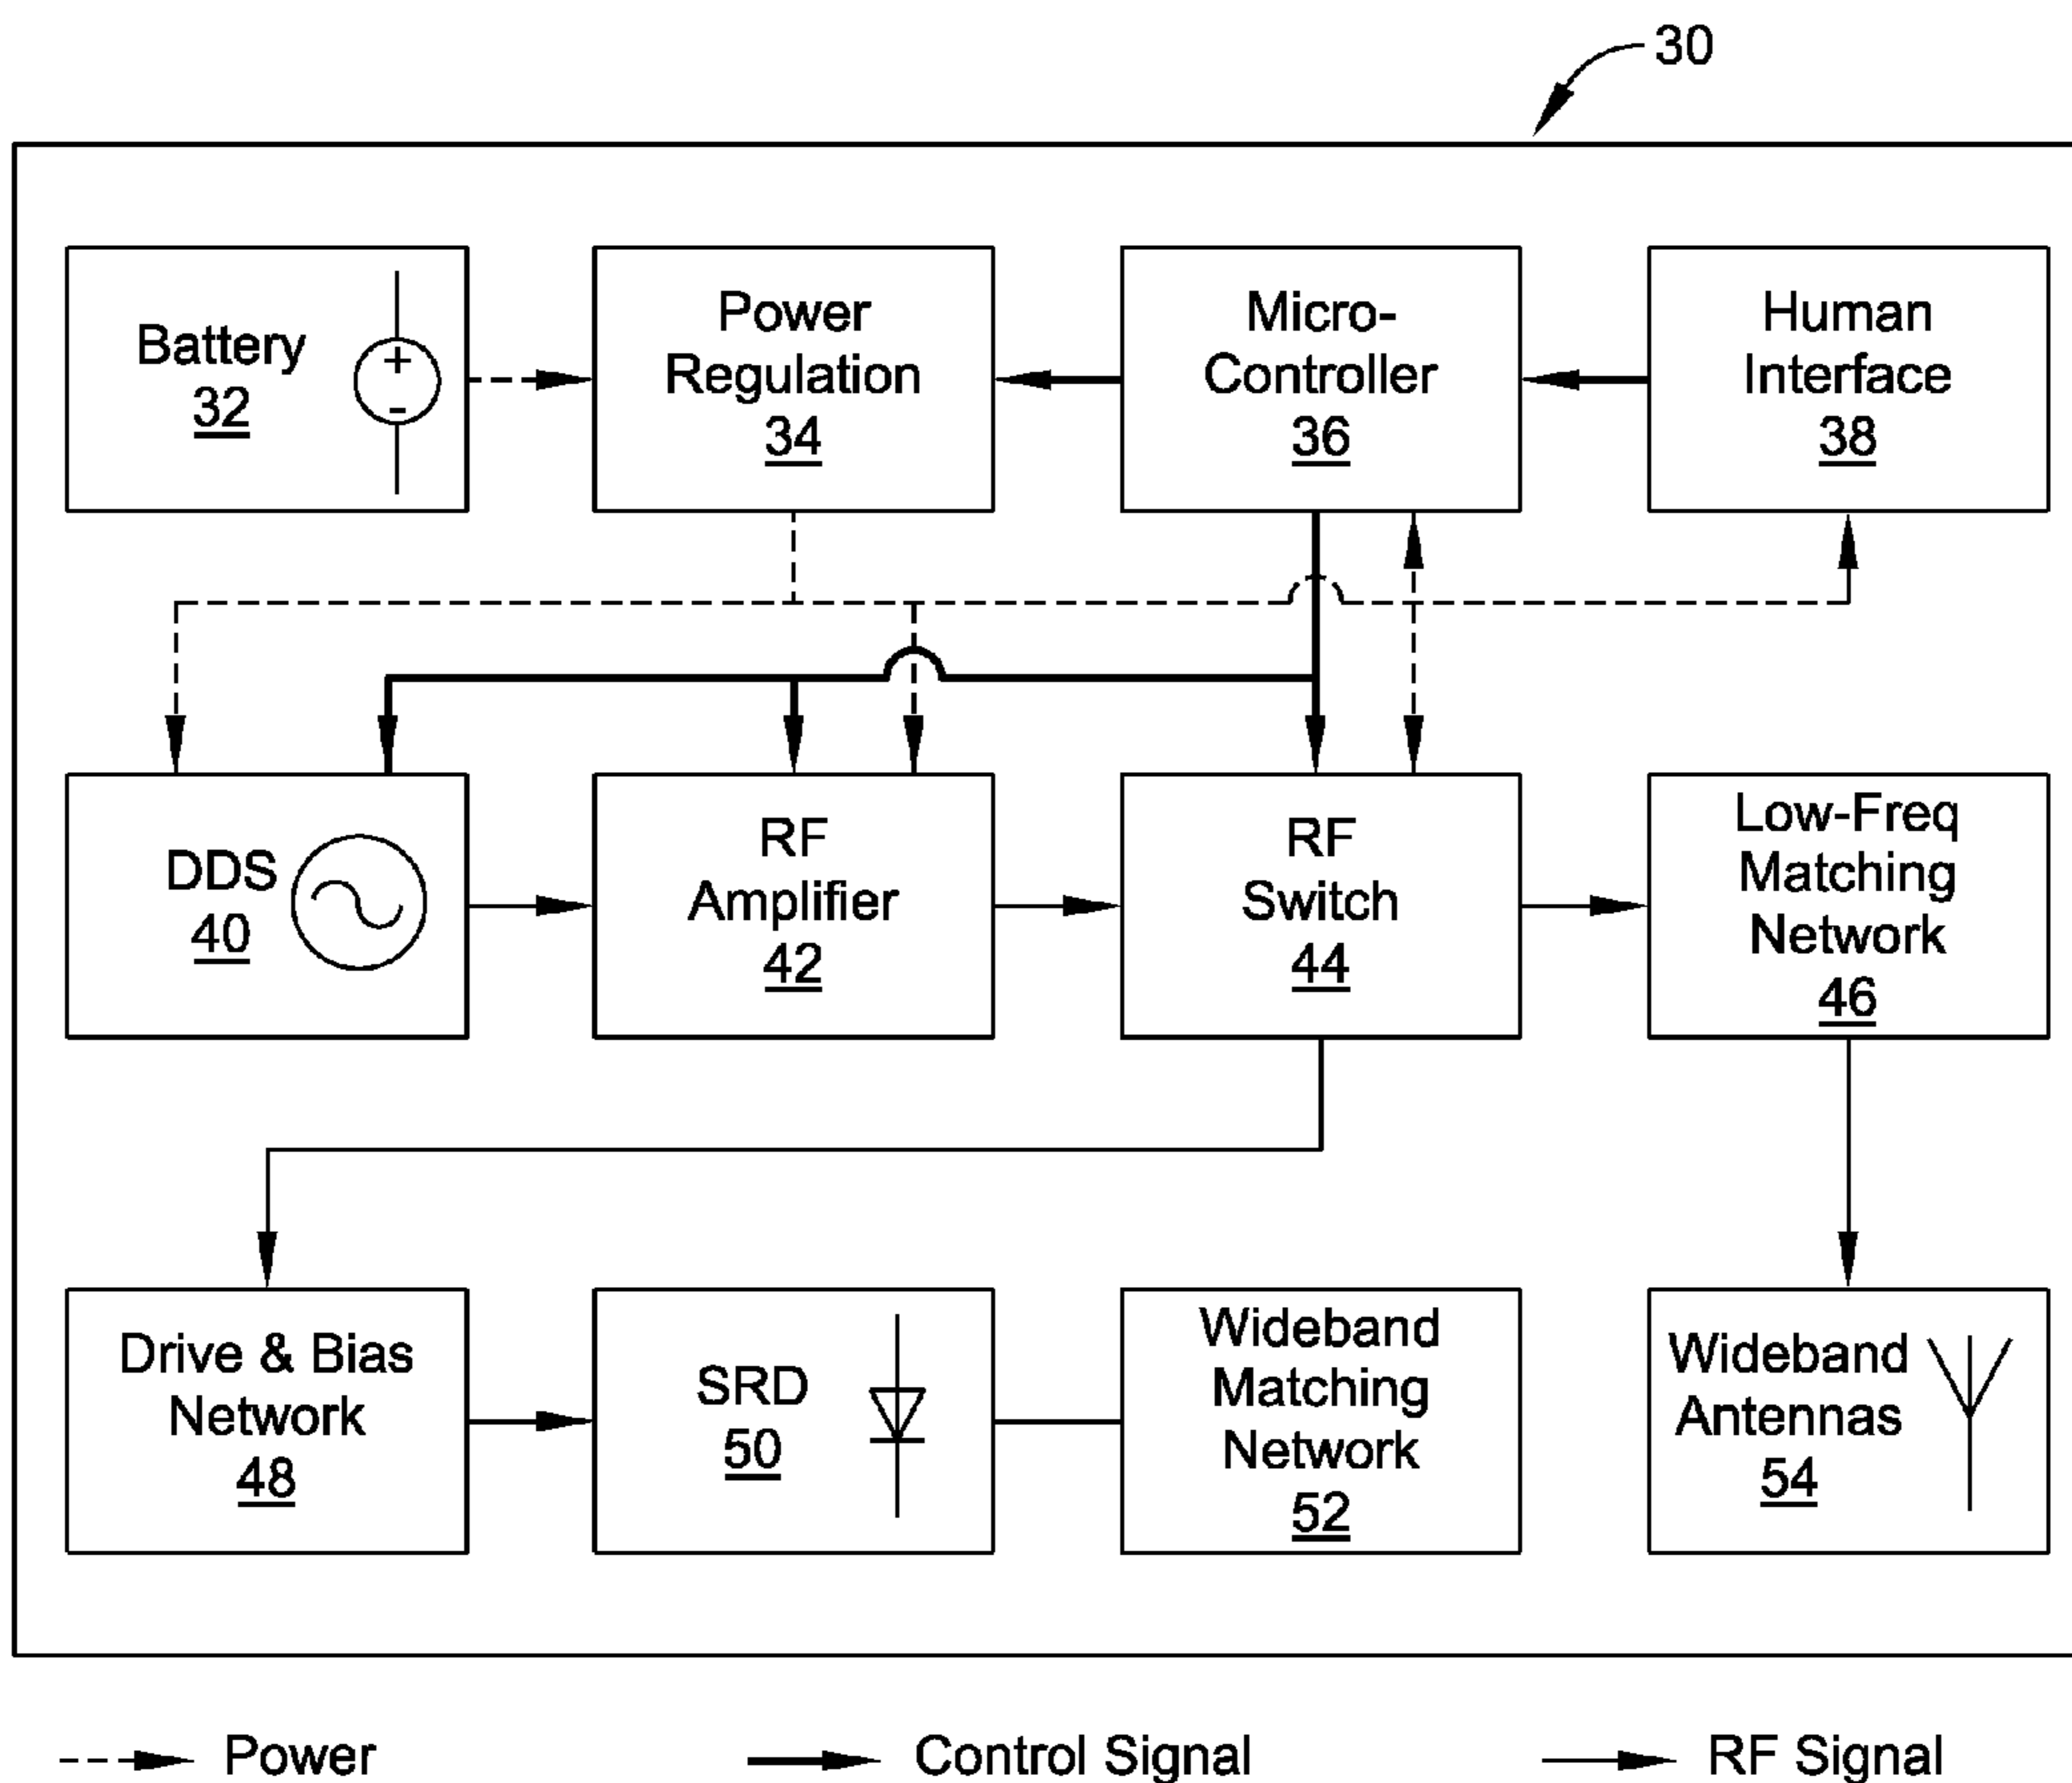 30
Battery
32
+
-
Power
Regulation
34
Micro-
Controller
36
Human
Interface
38
DDS
40
RF
Amplifier
42
RF
Switch
44
Low-Freq
Matching
Network
46
Drive & Bias
Network
48
SRD
50
Wideband
Matching
Network
52
Wideband
Antennas
54
Power
Control Signal
RF Signal